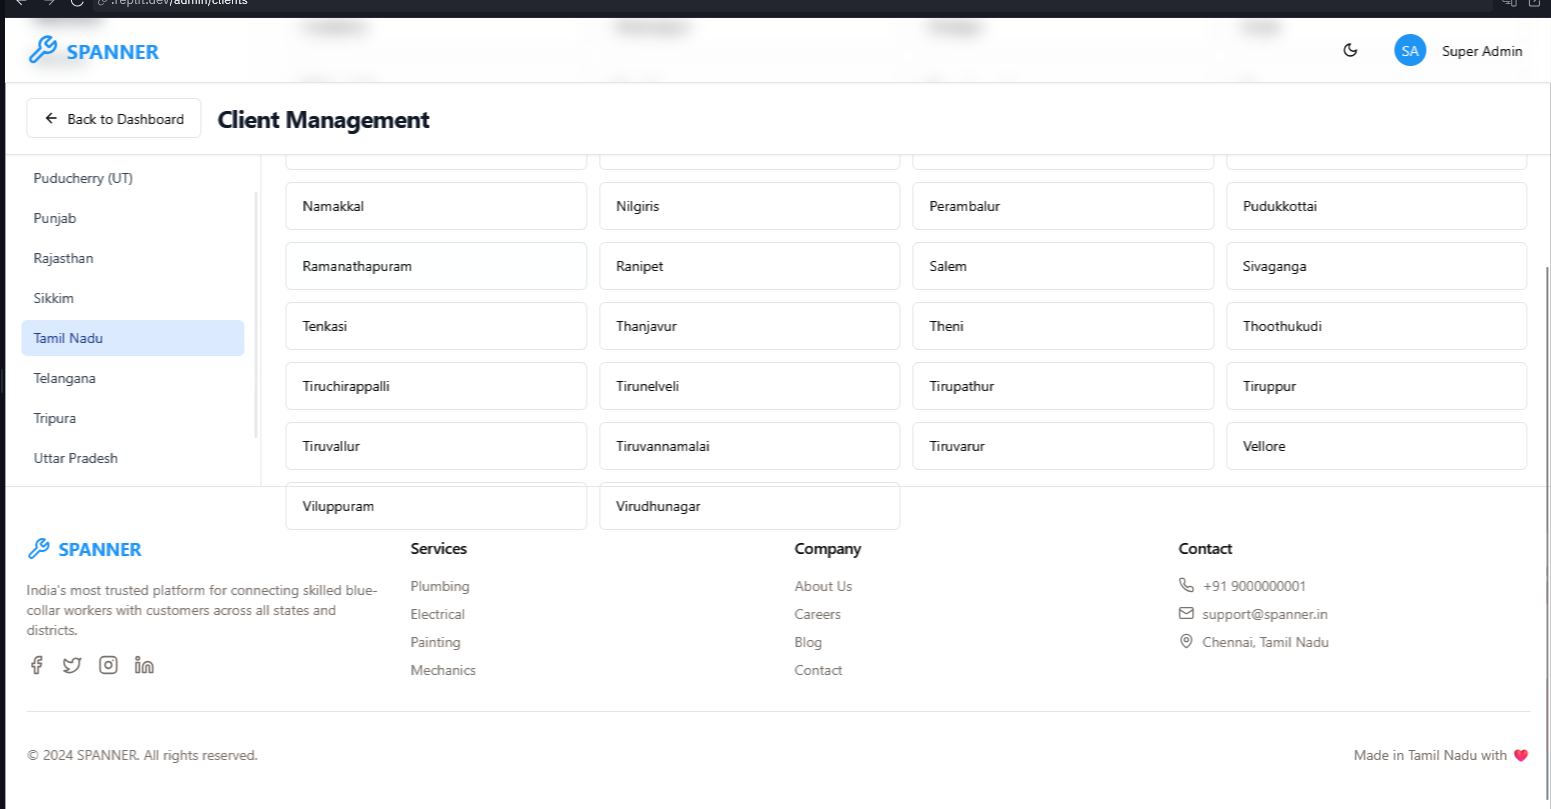 .replit.dev/admin/clients
SPANNER
SA
Super Admin
Back to Dashboard
Client Management
Puducherry (UT)
Punjab
Rajasthan
Sikkim
Tamil Nadu
Telangana
Tripura
Uttar Pradesh
Namakkal
Nilgiris
Perambalur
Pudukkottai
Ramanathapuram
Ranipet
Salem
Sivaganga
Tenkasi
Thanjavur
Theni
Thoothukudi
Tiruchirappalli
Tirunelveli
Tirupathur
Tiruppur
Tiruvallur
Tiruvannamalai
Tiruvarur
Vellore
Viluppuram
Virudhunagar
SPANNER
India's most trusted platform for connecting skilled blue-
collar workers with customers across all states and
districts.
Services
Plumbing
Electrical
Painting
Mechanics
Company
About Us
Careers
Blog
Contact
Contact
+91 9000000001
support@spanner.in
Chennai, Tamil Nadu
© 2024 SPANNER. All rights reserved.
Made in Tamil Nadu with